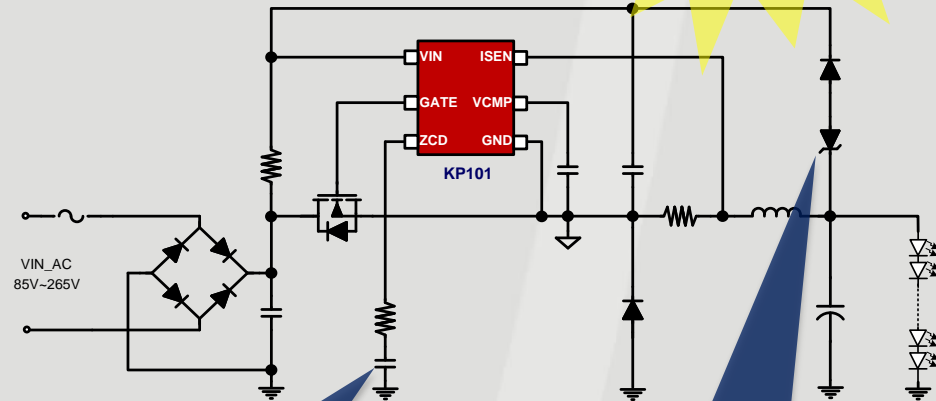 VIN
ISEN
GATE
VCMP
ZCD
GND
KP101
VIN_AC
85V~265V